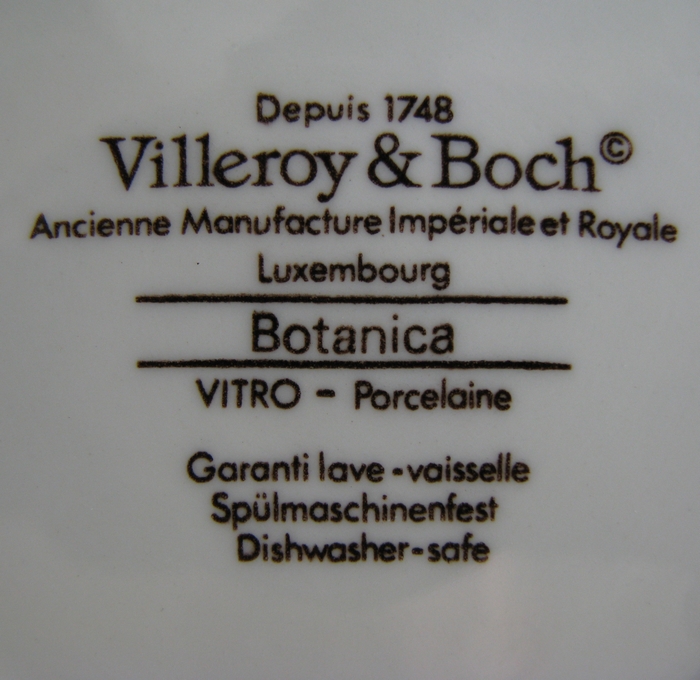 Depuis 1748
Villeroy & Boch©
Ancienne Manufacture Impériale et Royale
Luxembourg
Botanica
VITRO - Porcelaine
Garanti lave-vaisselle
Spülmaschinenfest
Dishwasher-safe